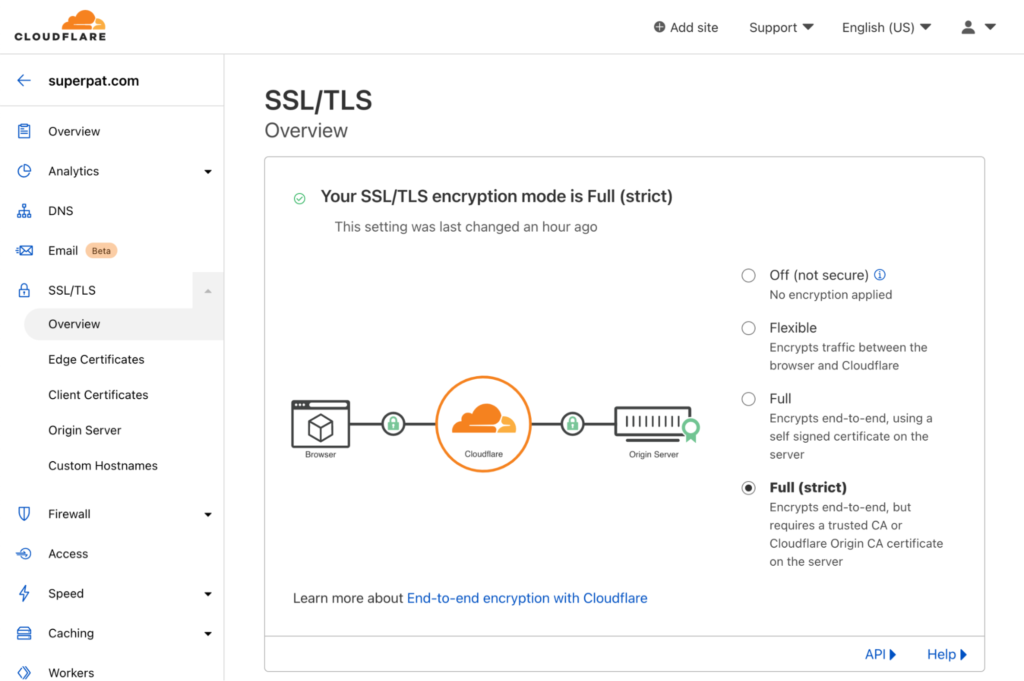 CLOUDFLARE
Add site
Support
English (US)
superpat.com
Overview
Analytics
DNS
Email Beta
SSL/TLS
Overview
Edge Certificates
Client Certificates
Origin Server
Custom Hostnames
Firewall
Access
Speed
Caching
Workers
SSL/TLS
Overview
Your SSL/TLS encryption mode is Full (strict)
This setting was last changed an hour ago
Browser
Cloudflare
Origin Server
Off (not secure)
No encryption applied
Flexible
Encrypts traffic between the
browser and Cloudflare
Full
Encrypts end-to-end, using a
self signed certificate on the
server
Full (strict)
Encrypts end-to-end, but
requires a trusted CA or
Cloudflare Origin CA certificate
on the server
Learn more about End-to-end encryption with Cloudflare
API
Help